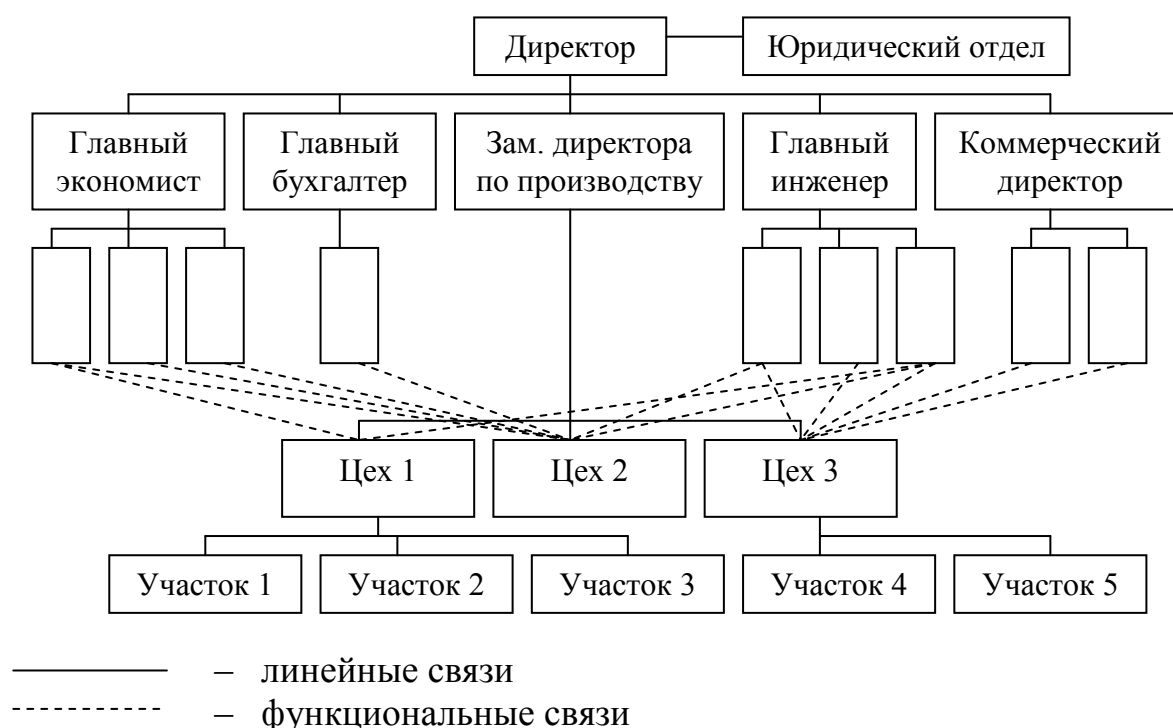 Директор
Юридический отдел
Главный
экономист
Главный
бухгалтер
Зам. директора
по производству
Главный
инженер
Коммерческий
директор
Цех 1
Цех 2
Цех 3
Участок 1
Участок 2
Участок 3
Участок 4
Участок 5
– линейные связи
– функциональные связи